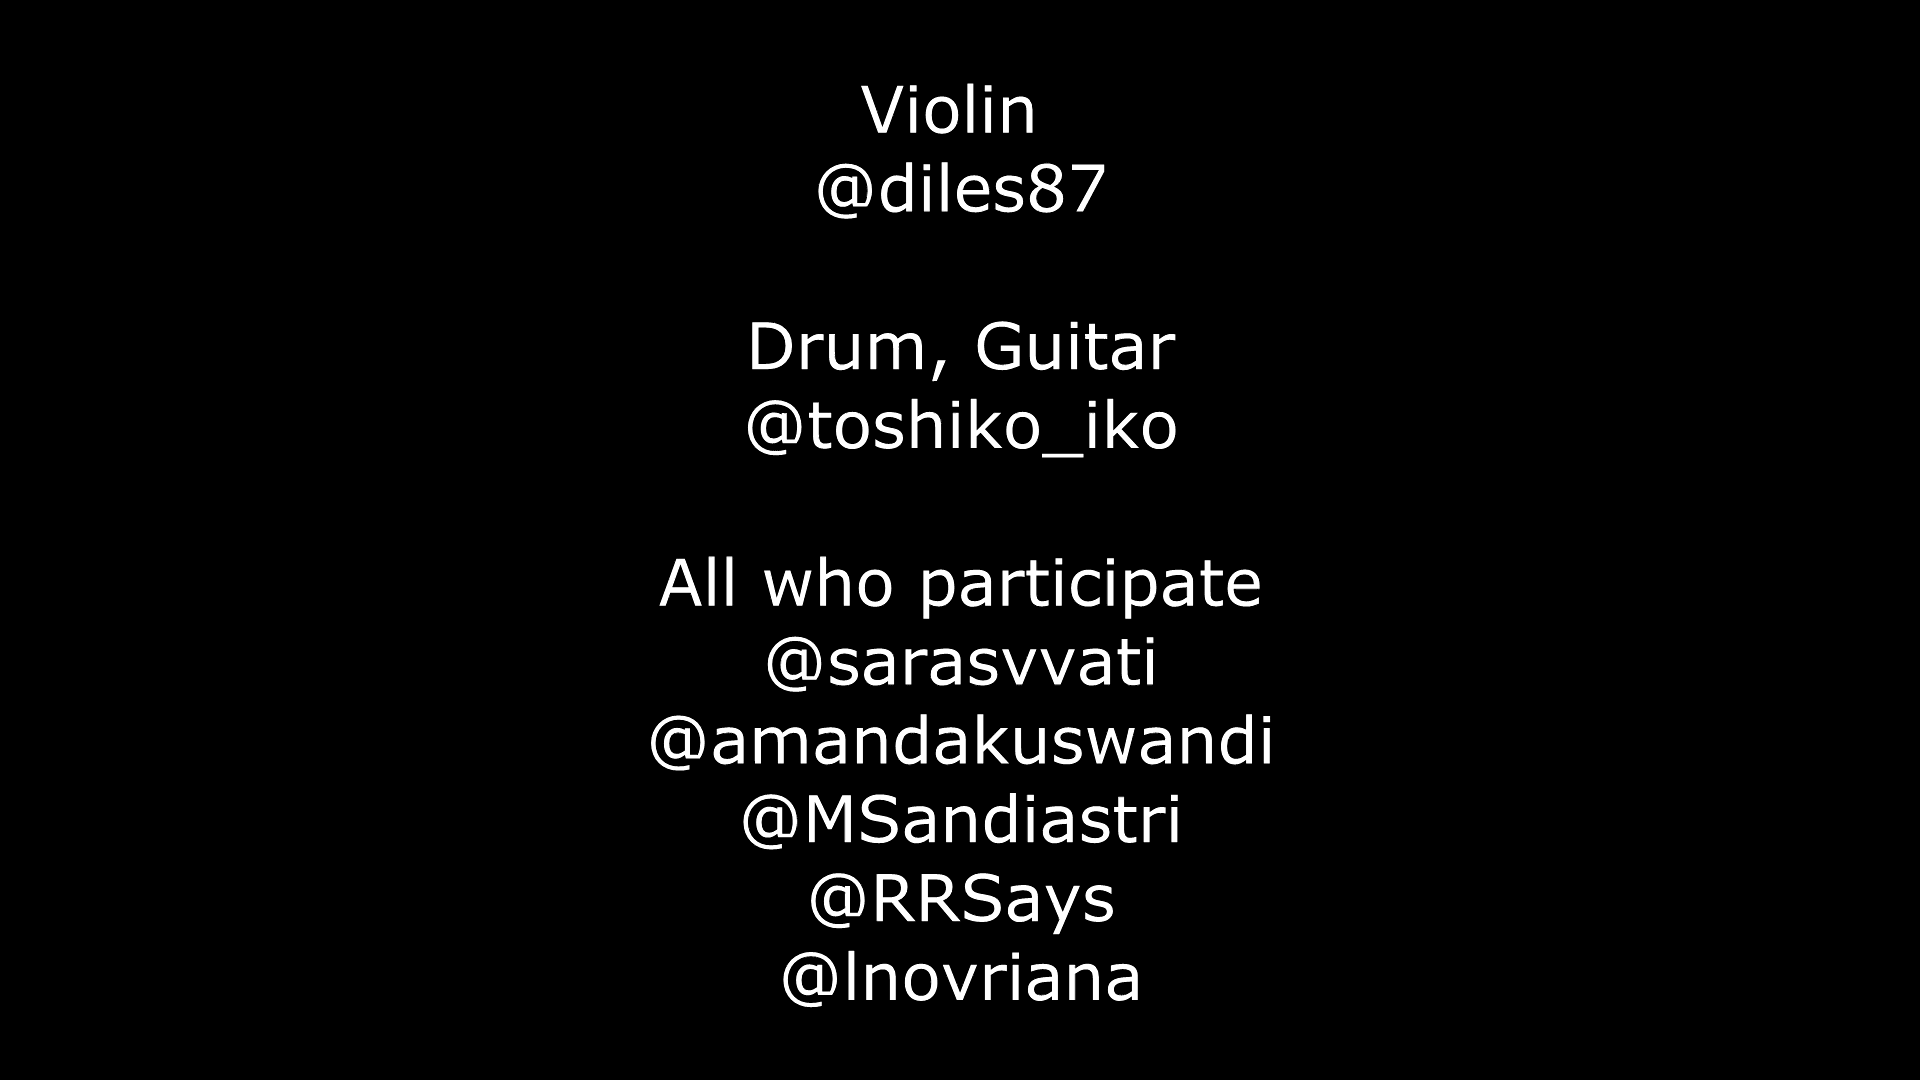 Violin
@diles87
Drum, Guitar
@toshiko_iko
All who participate
@sarasvvati
@amandakuswandi
@MSandiastri
@RRSays
@lnovriana